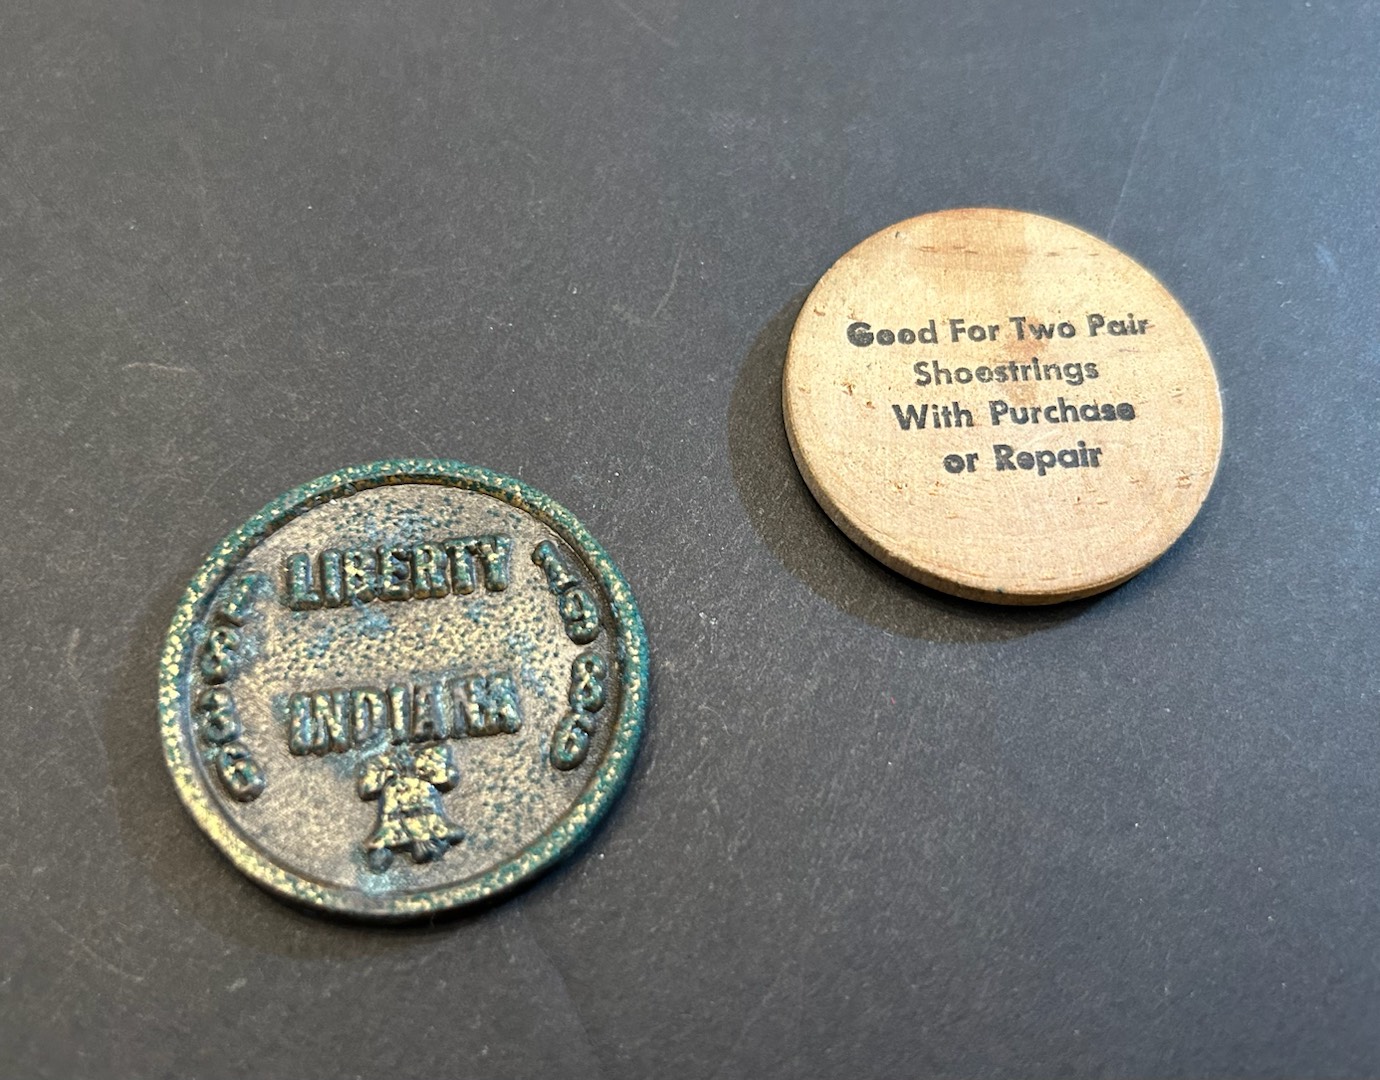 LIBERTY
INDIANA
1836
1986
Good For Two Pair
Shoestrings
With Purchase
or Repair